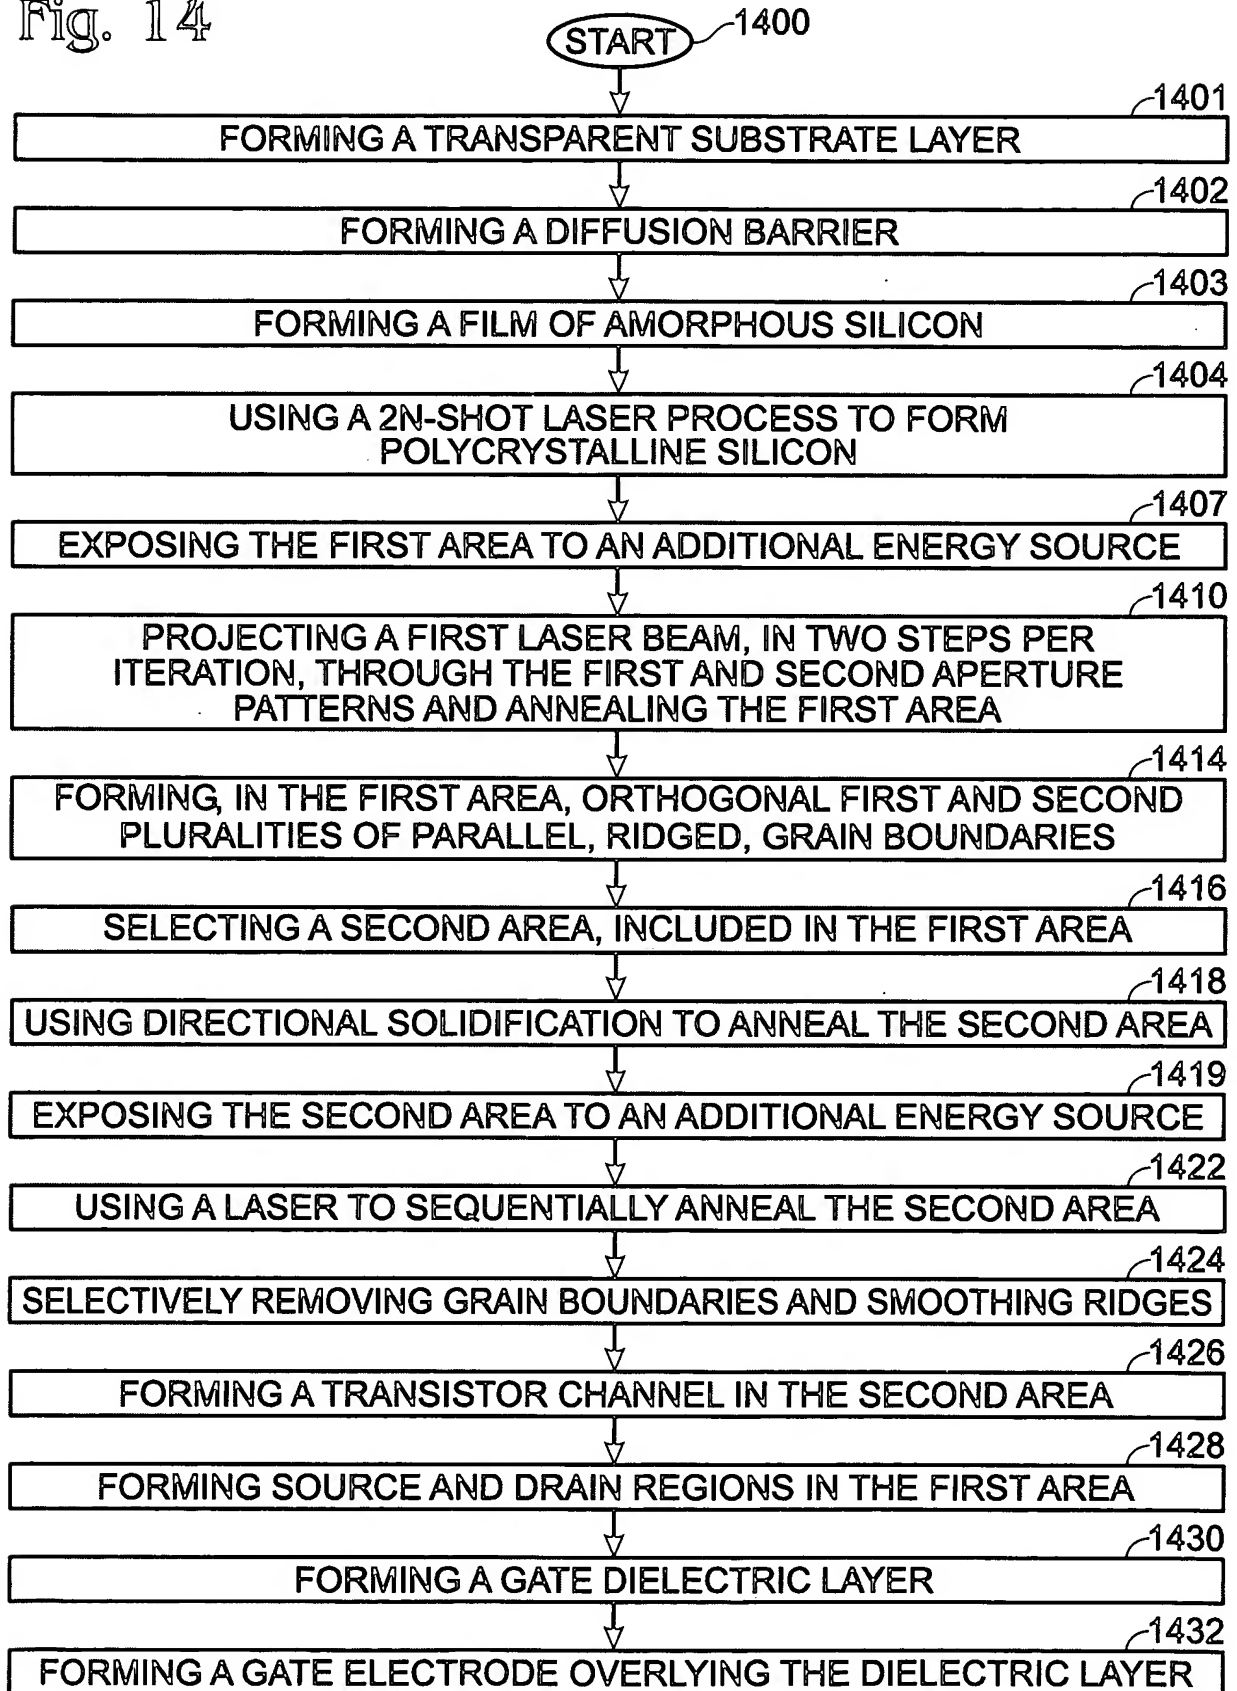 Fig. 14
START
1400
1401
FORMING A TRANSPARENT SUBSTRATE LAYER
1402
FORMING A DIFFUSION BARRIER
1403
FORMING A FILM OF AMORPHOUS SILICON
1404
USING A 2N-SHOT LASER PROCESS TO FORM
POLYCRYSTALLINE SILICON
1407
EXPOSING THE FIRST AREA TO AN ADDITIONAL ENERGY SOURCE
1410
PROJECTING A FIRST LASER BEAM, IN TWO STEPS PER
ITERATION, THROUGH THE FIRST AND SECOND APERTURE
PATTERNS AND ANNEALING THE FIRST AREA
1414
FORMING, IN THE FIRST AREA, ORTHOGONAL FIRST AND SECOND
PLURALITIES OF PARALLEL, RIDGED, GRAIN BOUNDARIES
1416
SELECTING A SECOND AREA, INCLUDED IN THE FIRST AREA
1418
USING DIRECTIONAL SOLIDIFICATION TO ANNEAL THE SECOND AREA
1419
EXPOSING THE SECOND AREA TO AN ADDITIONAL ENERGY SOURCE
1422
USING A LASER TO SEQUENTIALLY ANNEAL THE SECOND AREA
1424
SELECTIVELY REMOVING GRAIN BOUNDARIES AND SMOOTHING RIDGES
1426
FORMING A TRANSISTOR CHANNEL IN THE SECOND AREA
1428
FORMING SOURCE AND DRAIN REGIONS IN THE FIRST AREA
1430
FORMING A GATE DIELECTRIC LAYER
1432
FORMING A GATE ELECTRODE OVERLYING THE DIELECTRIC LAYER